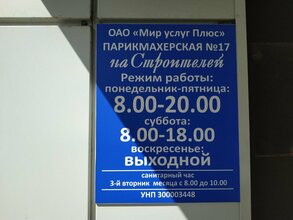 ОАО «Мир услуг Плюс»
ПАРИКМАХЕРСКАЯ №17
на Строителей
Режим работы:
понедельник-пятница:
8.00-20.00
суббота:
8.00-18.00
воскресенье:
ВЫХОДНОЙ
санитарный час
3-й вторник месяца с 8.00 до 10.00
УНП 300003448